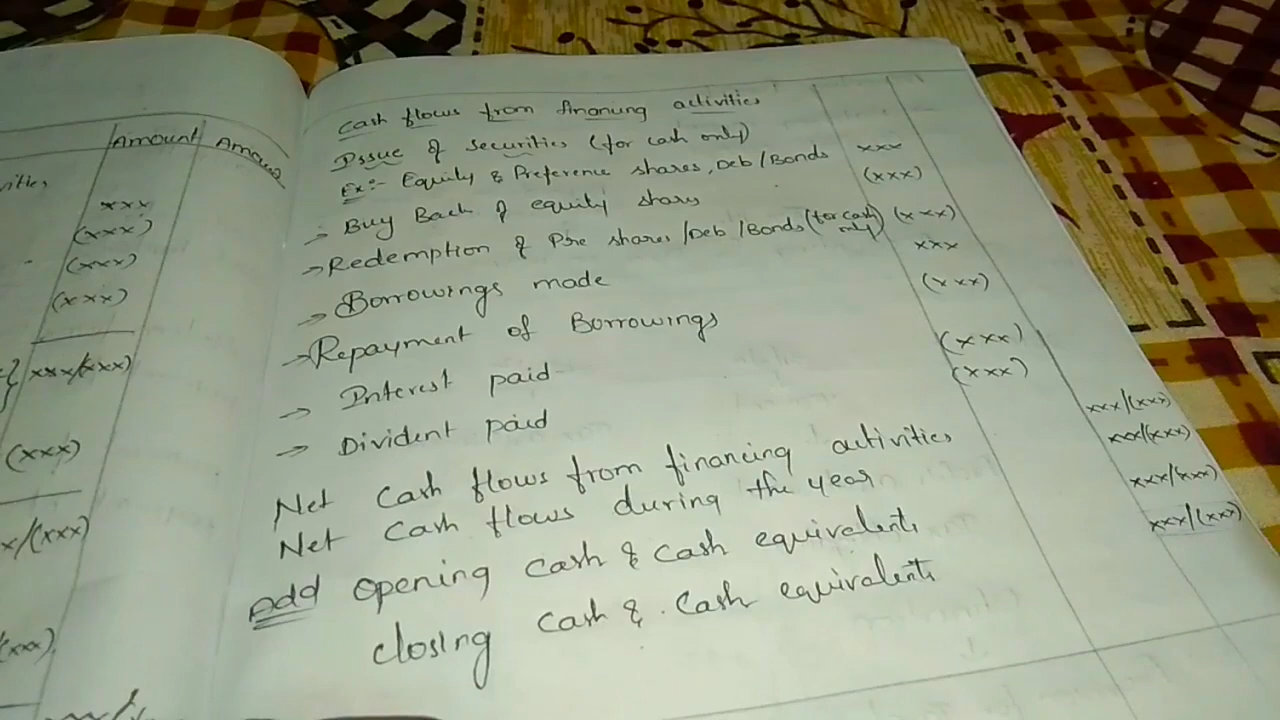 Amount Amoun
vities
xxx
(xxx)
(xxx)
(xxx)
xxx/(xxx)
(xxx)
x/(xxx)
(xxx)
Cash flows from financing activities
Issue of securities (for cash only)
Ex:- Equity & Preference shares, Deb/Bonds xxx
→ Buy Back of equity shares (xxx)
→ Redemption of Pre shares/Deb/Bonds (for cash only) (xxx)
→ Borrowings made xxx
→ Repayment of Borrowings (xxx)
→ Interest paid (xxx)
→ Divident paid (xxx)
Net Cash flows from financing activities xxx/(xxx)
Net Cash flows during the year xxx/(xxx)
Add Opening Cash & Cash equivalents xxx/(xxx)
closing Cash & Cash equivalents xxx/(xxx)